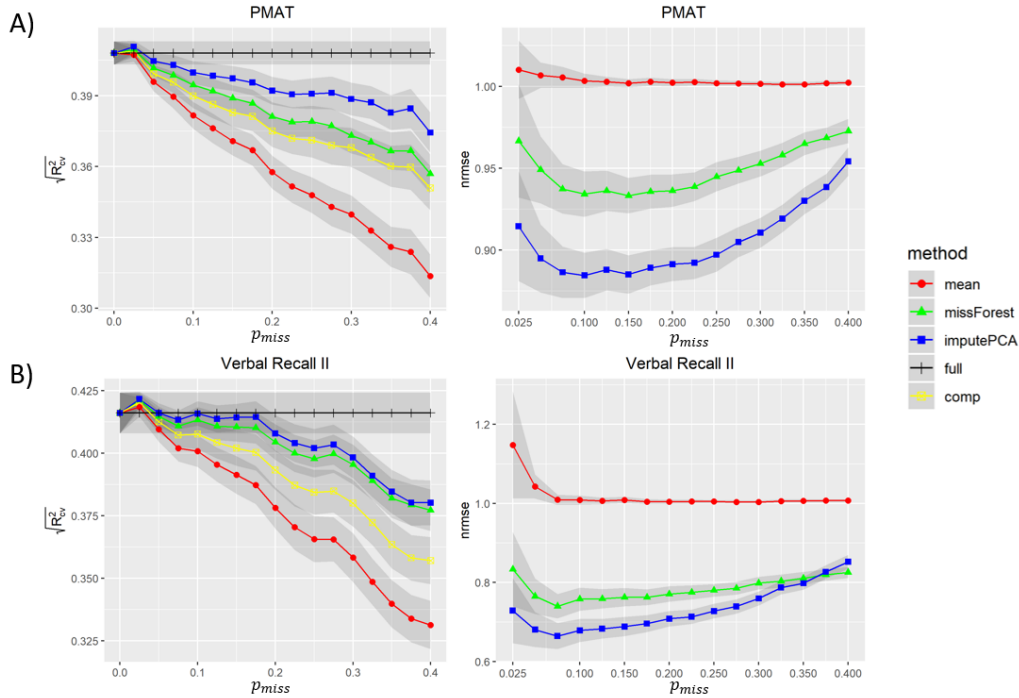 A)
PMAT
0.39
0.36
0.33
0.30
√R²cv
0.0 0.1 0.2 0.3 0.4
pmiss
PMAT
1.00
0.95
0.90
nrmse
0.025 0.100 0.150 0.200 0.250 0.300 0.350 0.400
pmiss
method
mean
missForest
imputePCA
full
comp
B)
Verbal Recall II
0.425
0.400
0.375
0.350
0.325
√R²cv
0.0 0.1 0.2 0.3 0.4
pmiss
Verbal Recall II
1.2
1.0
0.8
0.6
nrmse
0.025 0.100 0.150 0.200 0.250 0.300 0.350 0.400
pmiss